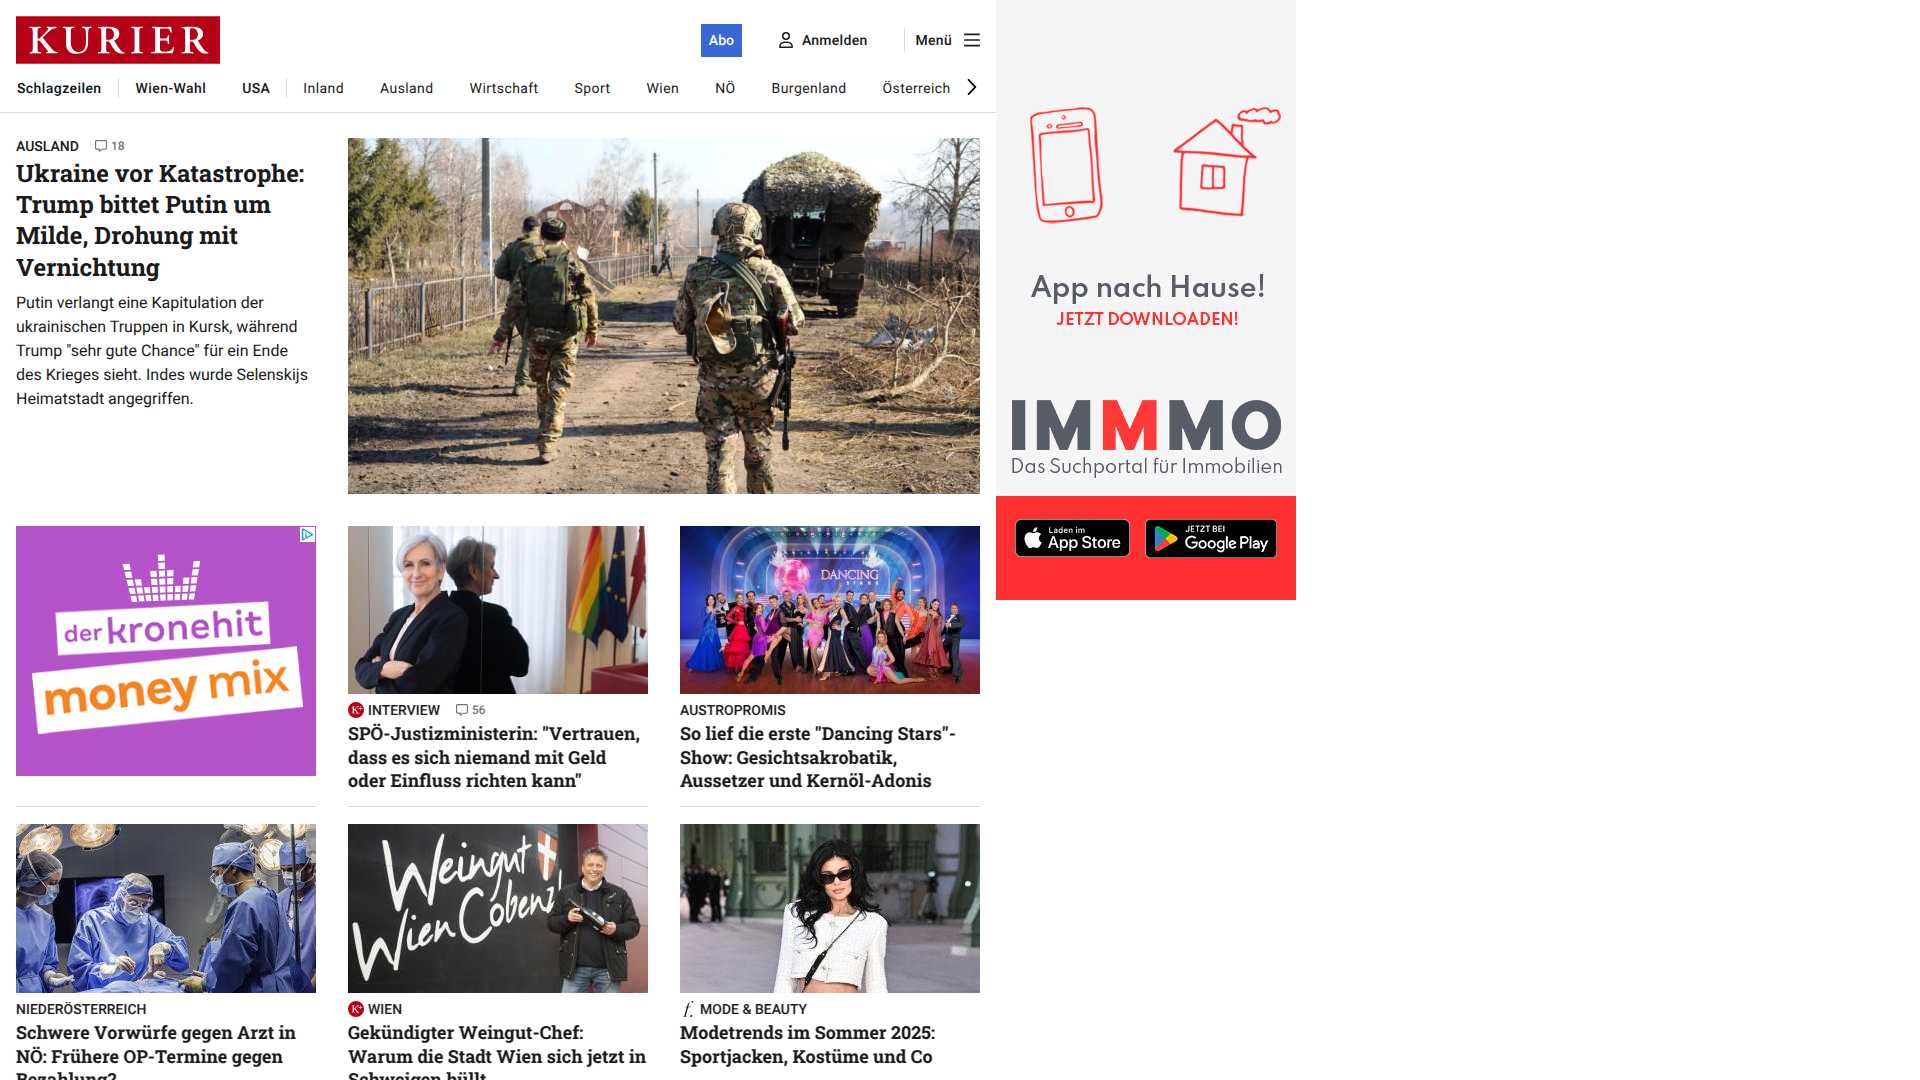 KURIER
Abo
Anmelden
Menü
Schlagzeilen
Wien-Wahl
USA
Inland
Ausland
Wirtschaft
Sport
Wien
NÖ
Burgenland
Österreich
AUSLAND 18
Ukraine vor Katastrophe:
Trump bittet Putin um
Milde, Drohung mit
Vernichtung
Putin verlangt eine Kapitulation der
ukrainischen Truppen in Kursk, während
Trump "sehr gute Chance" für ein Ende
des Krieges sieht. Indes wurde Selenskijs
Heimatstadt angegriffen.
App nach Hause!
JETZT DOWNLOADEN!
IMMMO
Das Suchportal für Immobilien
Laden im
App Store
JETZT BEI
Google Play
der kronehit
money mix
K+ INTERVIEW 56
SPÖ-Justizministerin: "Vertrauen,
dass es sich niemand mit Geld
oder Einfluss richten kann"
DANCING
STARS
AUSTROPROMIS
So lief die erste "Dancing Stars"-
Show: Gesichtsakrobatik,
Aussetzer und Kernöl-Adonis
NIEDERÖSTERREICH
Schwere Vorwürfe gegen Arzt in
NÖ: Frühere OP-Termine gegen
Bezahlung?
Weingut
Wien Cobenzl
K+ WIEN
Gekündigter Weingut-Chef:
Warum die Stadt Wien sich jetzt in
Schweigen hüllt
f. MODE & BEAUTY
Modetrends im Sommer 2025:
Sportjacken, Kostüme und Co